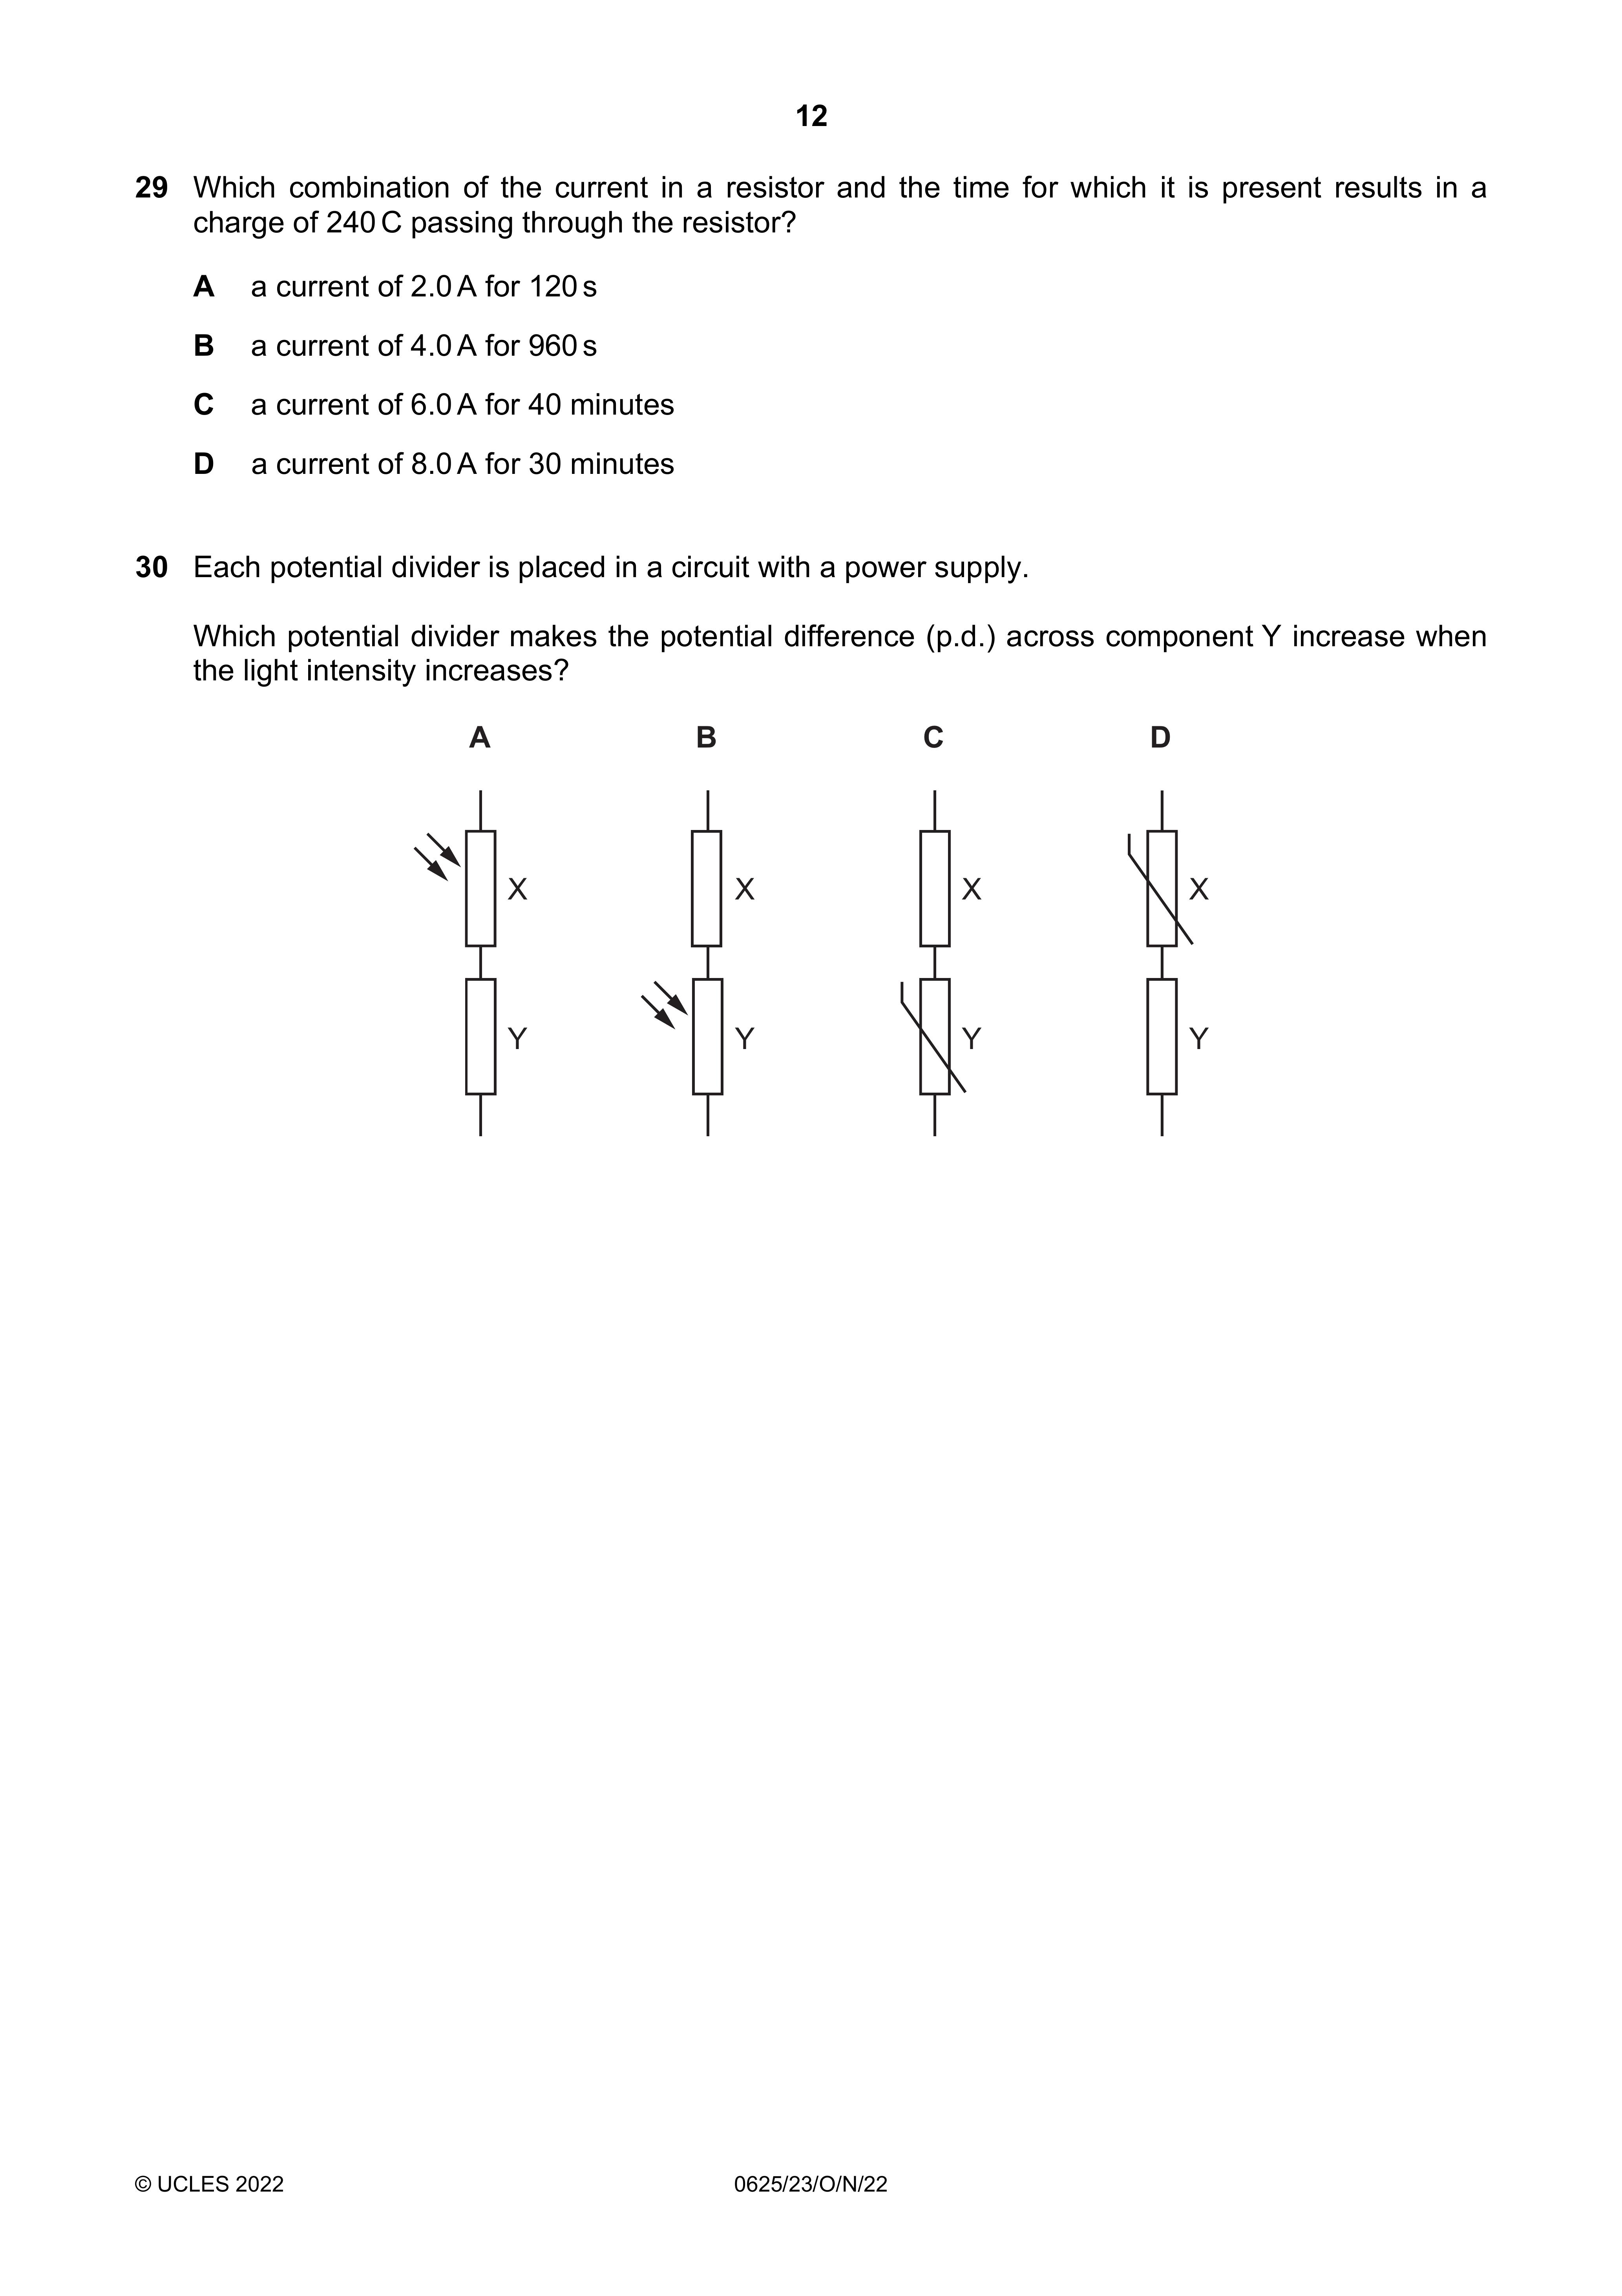 12
29 Which combination of the current in a resistor and the time for which it is present results in a
charge of 240 C passing through the resistor?
A a current of 2.0 A for 120 s
B a current of 4.0 A for 960 s
C a current of 6.0 A for 40 minutes
D a current of 8.0 A for 30 minutes
30 Each potential divider is placed in a circuit with a power supply.
Which potential divider makes the potential difference (p.d.) across component Y increase when
the light intensity increases?
A B C D
X X X X
Y Y Y Y
© UCLES 2022 0625/23/O/N/22